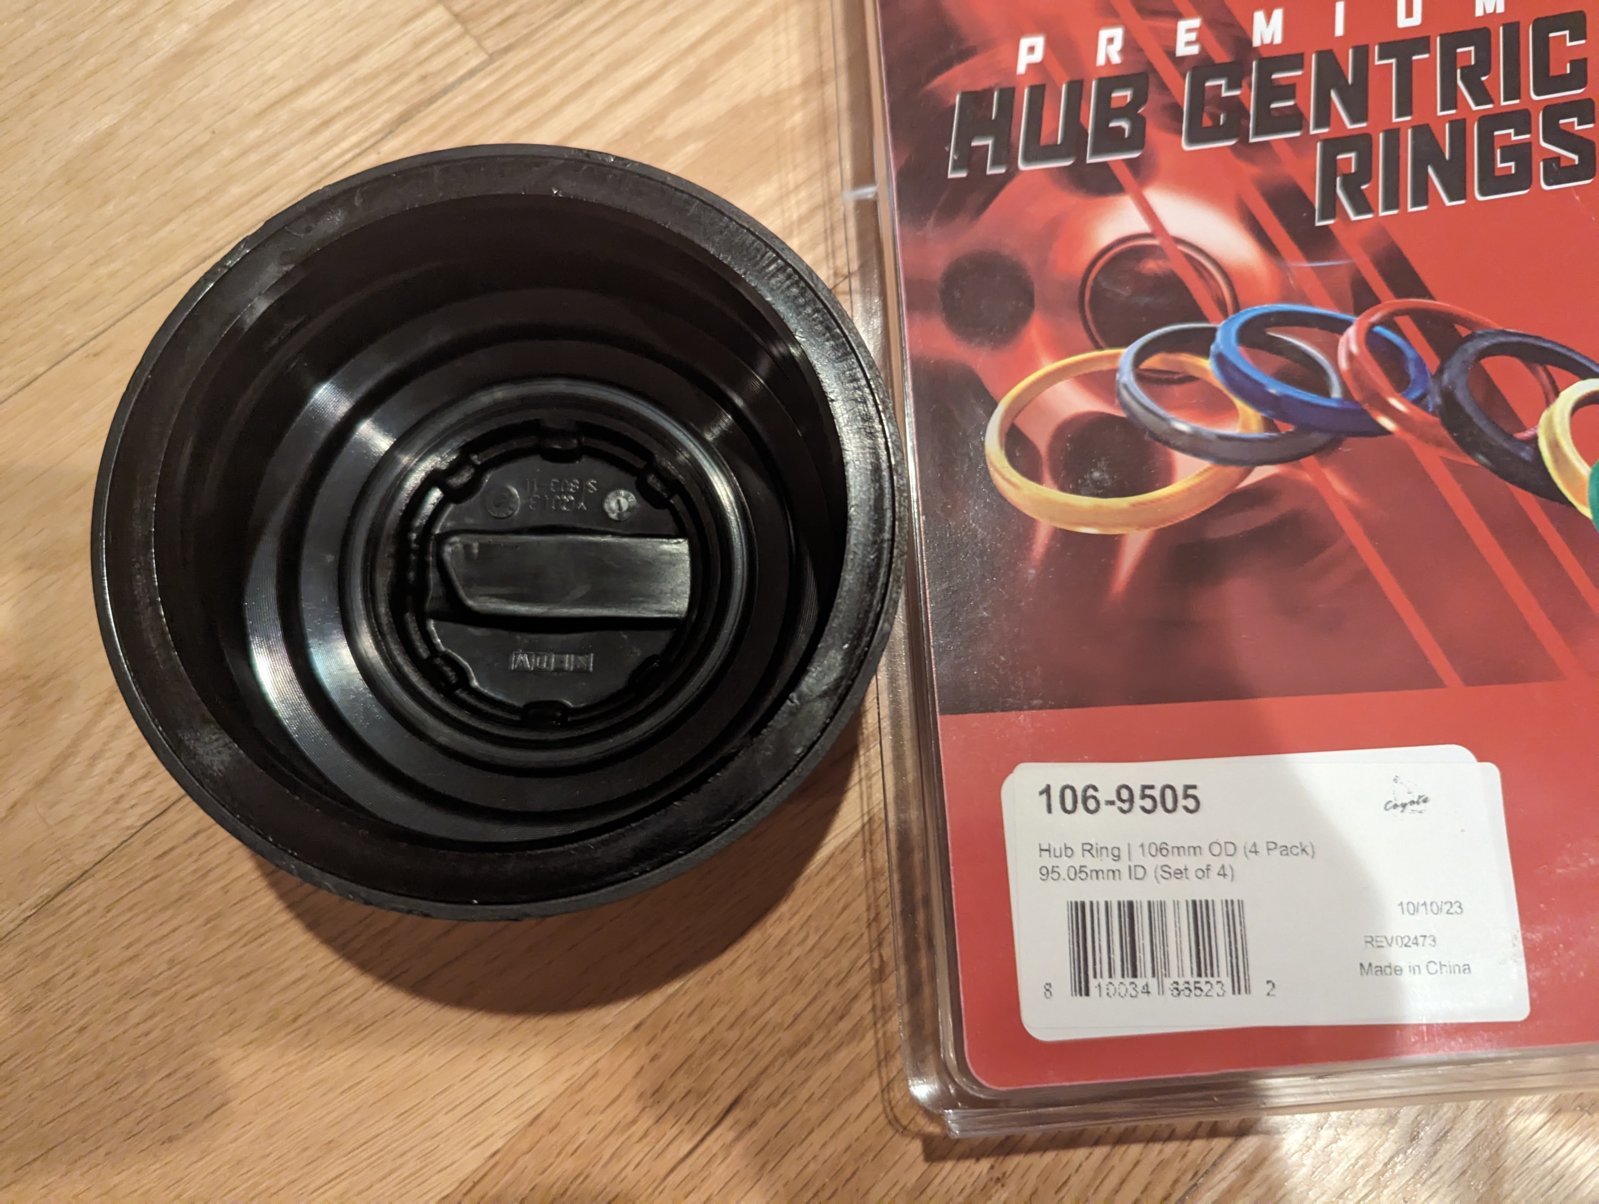 PREMIUM
HUB CENTRIC
RINGS
106-9505
Coyote
Hub Ring | 106mm OD (4 Pack)
95.05mm ID (Set of 4)
10/10/23
REV02473
Made in China
8 10034 2